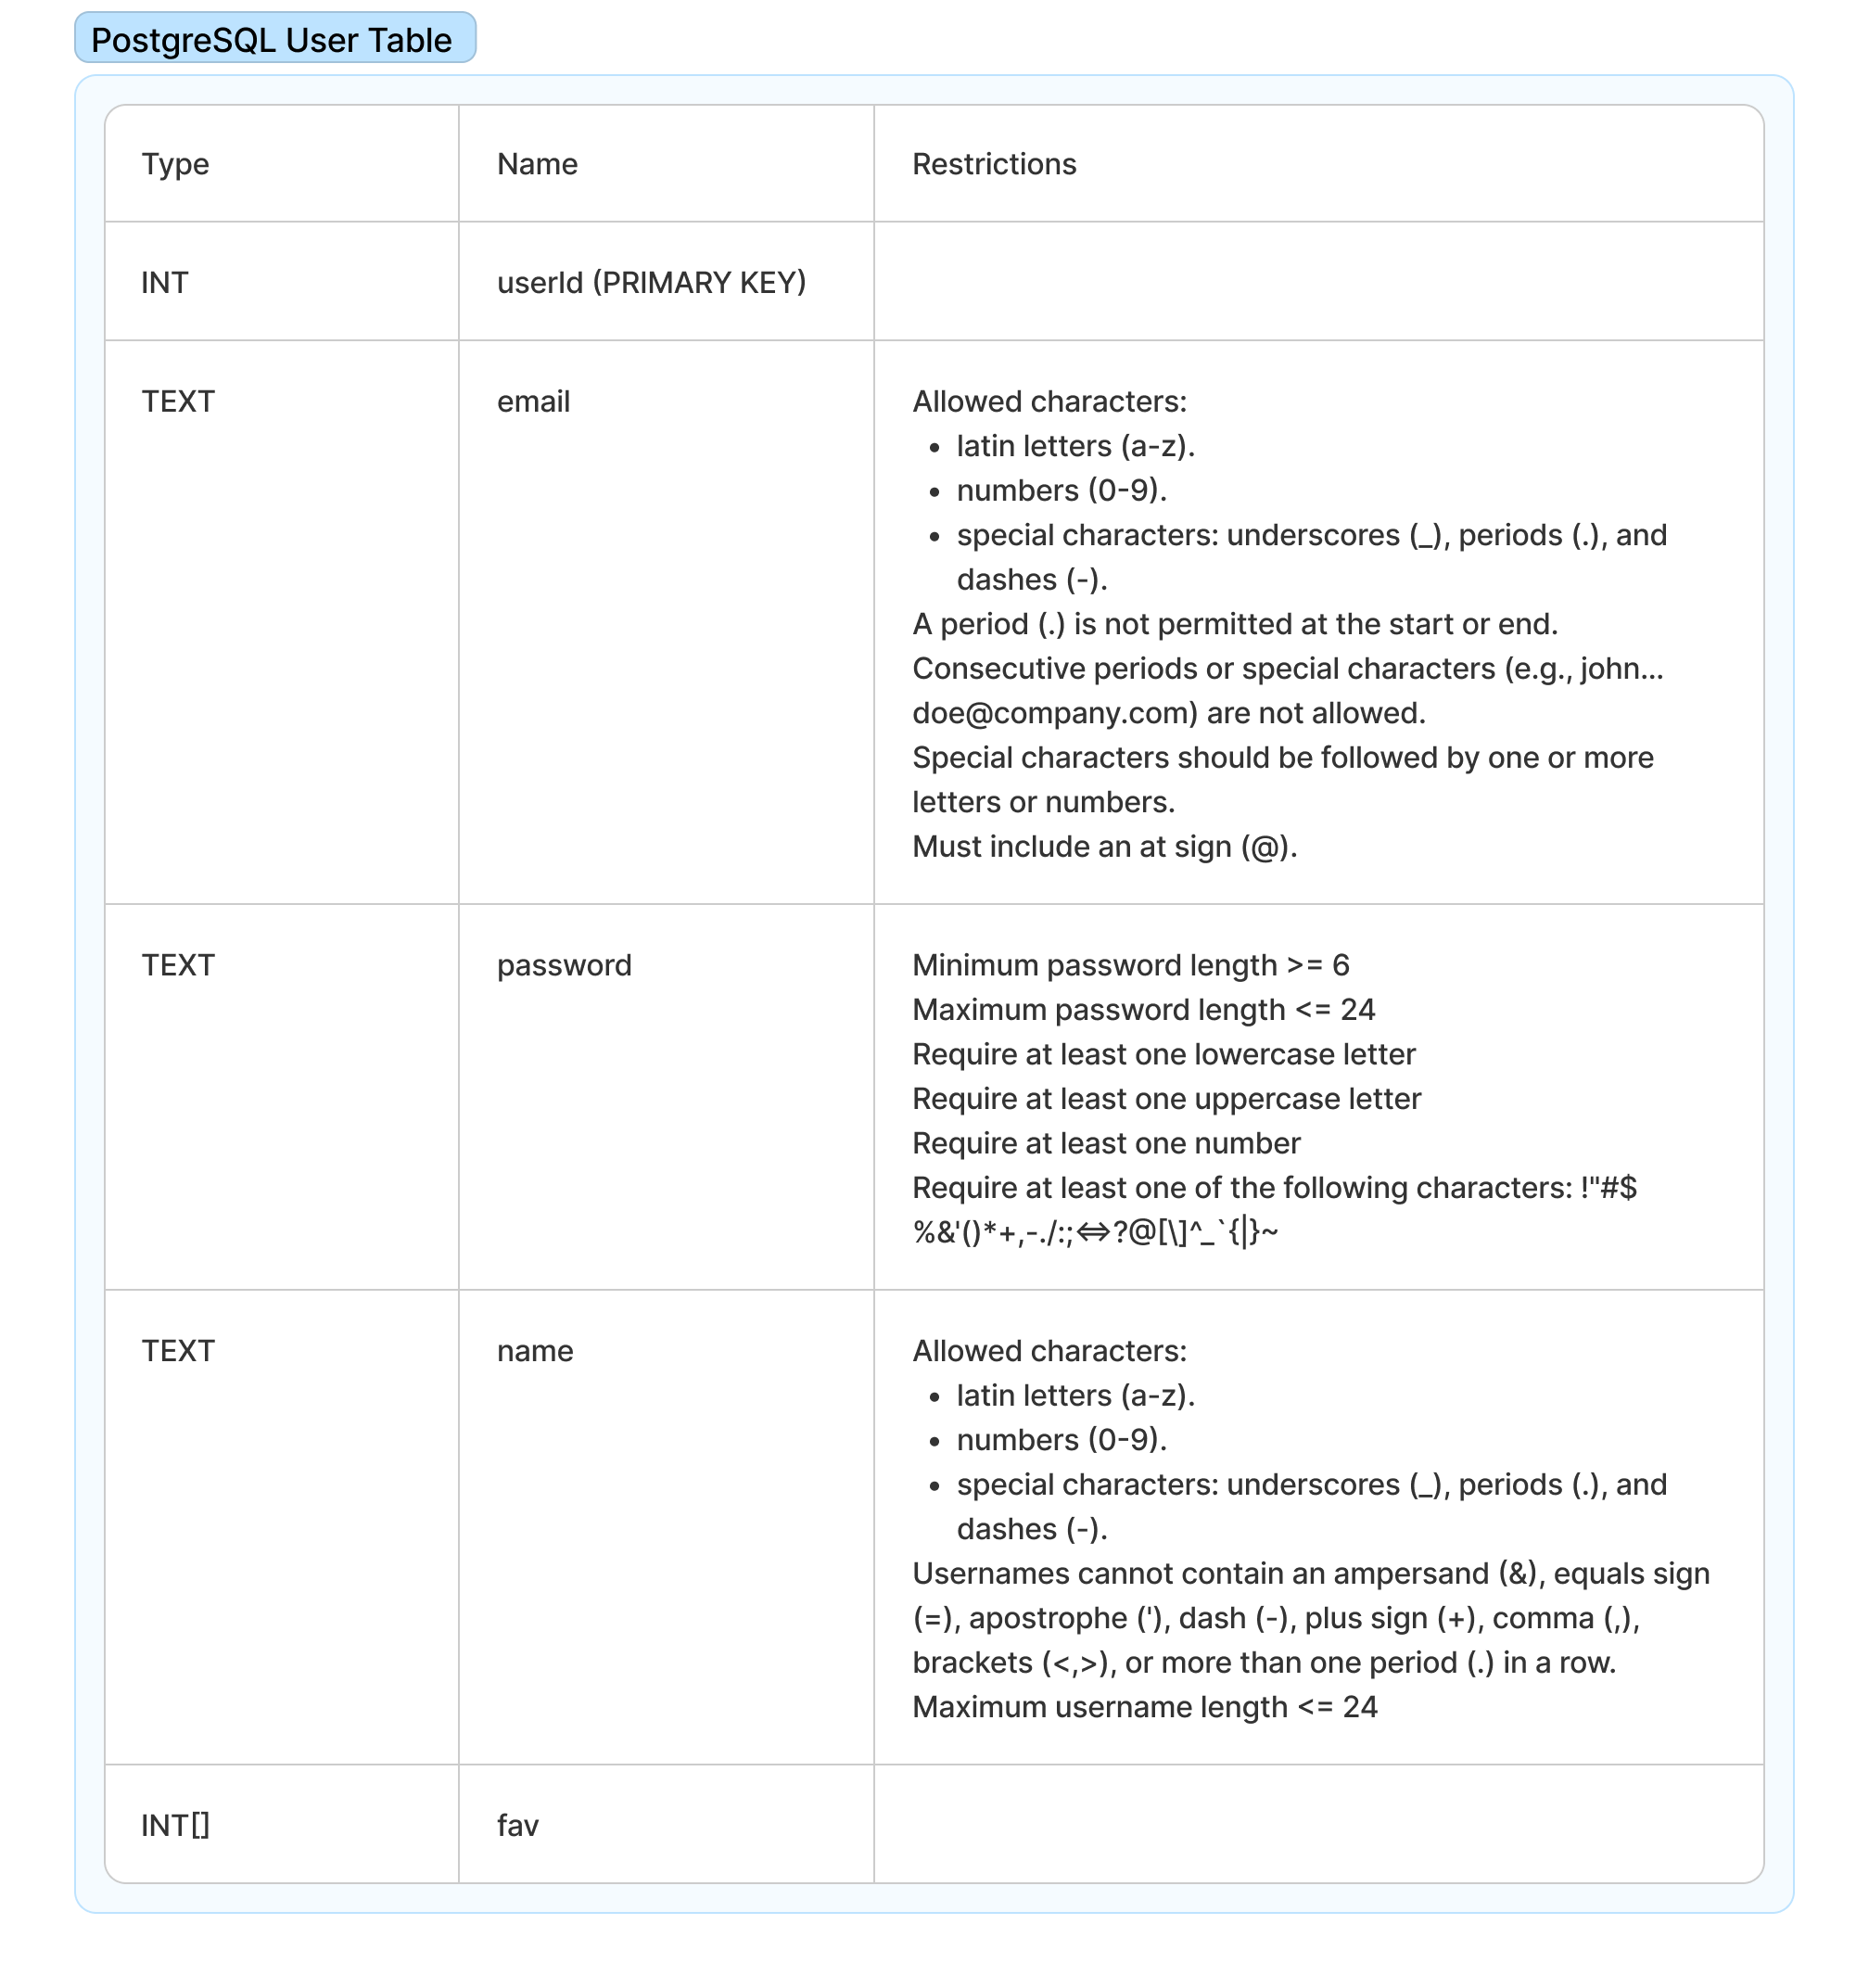 PostgreSQL User Table
Type
Name
Restrictions
INT
userId (PRIMARY KEY)
TEXT
email
Allowed characters:
• latin letters (a-z).
• numbers (0-9).
• special characters: underscores (_), periods (.), and
dashes (-).
A period (.) is not permitted at the start or end.
Consecutive periods or special characters (e.g., john...
doe@company.com) are not allowed.
Special characters should be followed by one or more
letters or numbers.
Must include an at sign (@).
TEXT
password
Minimum password length >= 6
Maximum password length <= 24
Require at least one lowercase letter
Require at least one uppercase letter
Require at least one number
Require at least one of the following characters: !"#$
%&'()*+,-./:;<=>?@[\]^_`{|}~
TEXT
name
Allowed characters:
• latin letters (a-z).
• numbers (0-9).
• special characters: underscores (_), periods (.), and
dashes (-).
Usernames cannot contain an ampersand (&), equals sign
(=), apostrophe ('), dash (-), plus sign (+), comma (,),
brackets (<,>), or more than one period (.) in a row.
Maximum username length <= 24
INT[]
fav